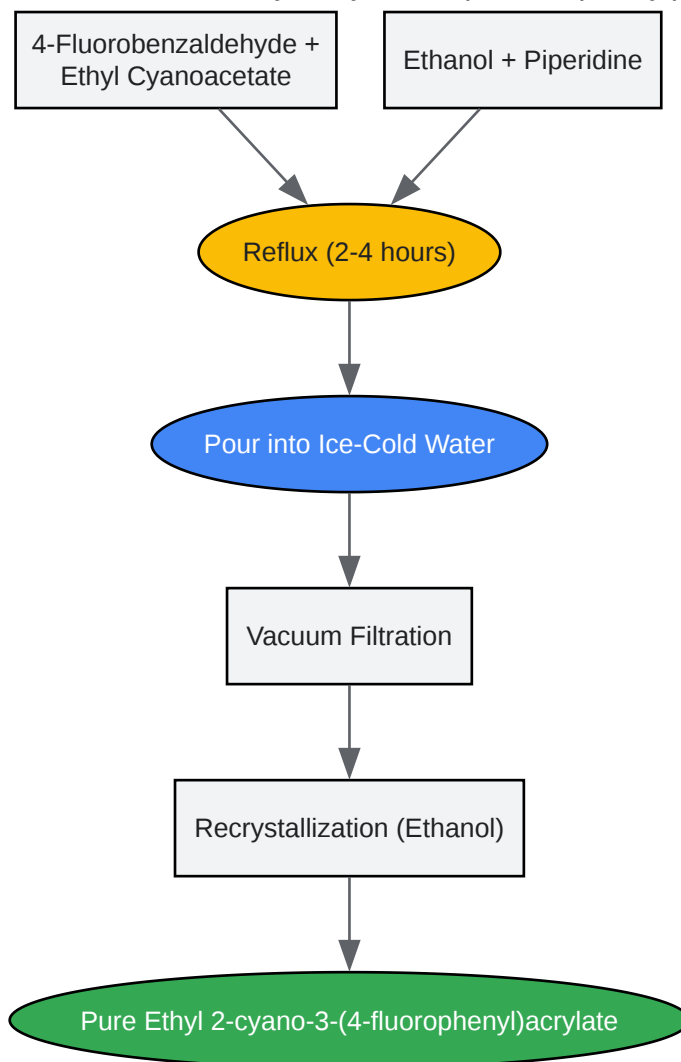 4-Fluorobenzaldehyde +
Ethyl Cyanoacetate
Ethanol + Piperidine
Reflux (2-4 hours)
Pour into Ice-Cold Water
Vacuum Filtration
Recrystallization (Ethanol)
Pure Ethyl 2-cyano-3-(4-fluorophenyl)acrylate